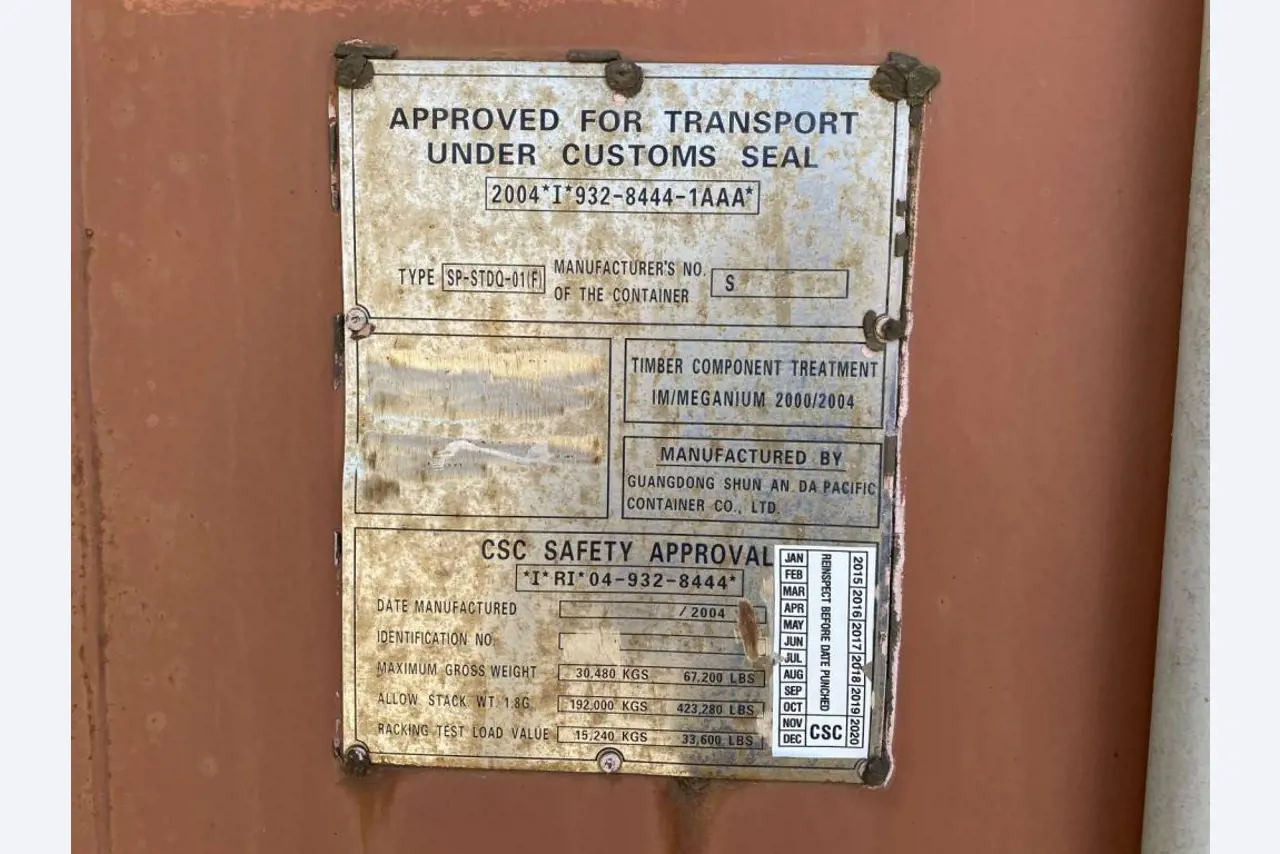 APPROVED FOR TRANSPORT
UNDER CUSTOMS SEAL
2004*I*932-8444-1AAA*
TYPE SP-STDQ-01(F) MANUFACTURER'S NO. OF THE CONTAINER S
TIMBER COMPONENT TREATMENT
IM/MEGANIUM 2000/2004
MANUFACTURED BY
GUANGDONG SHUN AN DA PACIFIC
CONTAINER CO., LTD.
CSC SAFETY APPROVAL
*I*RI*04-932-8444*
DATE MANUFACTURED /2004
IDENTIFICATION NO.
MAXIMUM GROSS WEIGHT 30,480 KGS 67,200 LBS
ALLOW STACK WT. 1.8G 192,000 KGS 423,280 LBS
RACKING TEST LOAD VALUE 15,240 KGS 33,600 LBS
JAN
FEB
MAR
APR
MAY
JUN
JUL
AUG
SEP
OCT
NOV
DEC
REINSPECT BEFORE DATE PUNCHED
CSC
2015 2016 2017 2018 2019 2020